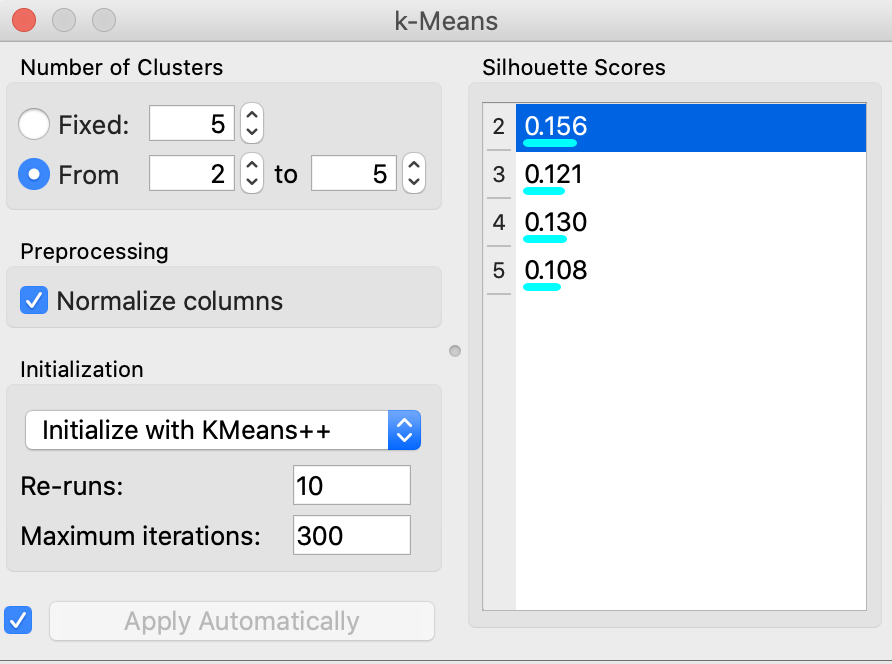 k-Means
Number of Clusters
Fixed: 5
From 2 to 5
Preprocessing
Normalize columns
Initialization
Initialize with KMeans++
Re-runs: 10
Maximum iterations: 300
Apply Automatically
Silhouette Scores
2 0.156
3 0.121
4 0.130
5 0.108